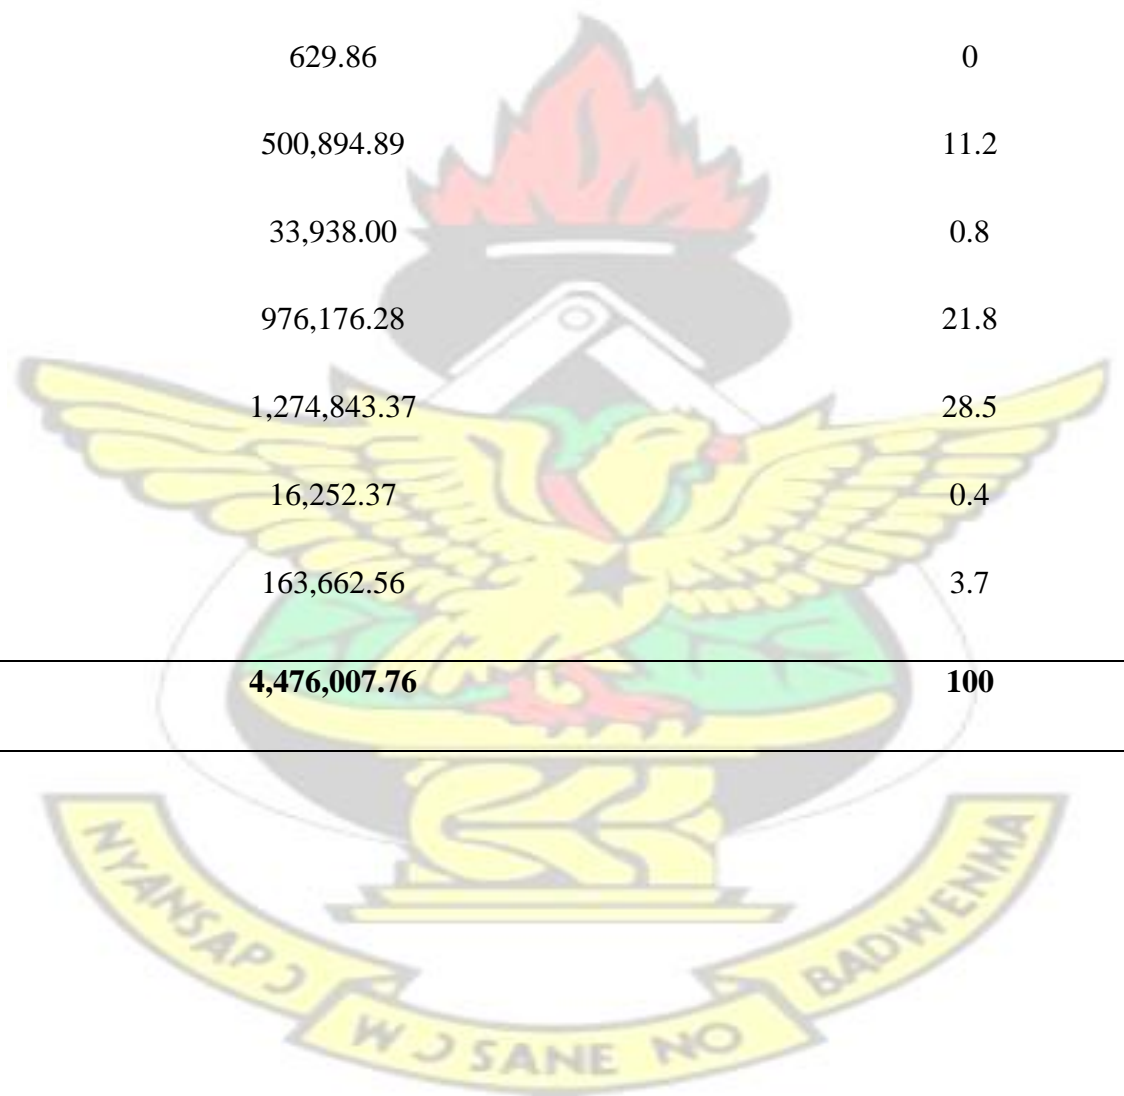 629.86 0
500,894.89 11.2
33,938.00 0.8
976,176.28 21.8
1,274,843.37 28.5
16,252.37 0.4
163,662.56 3.7
4,476,007.76 100
NYANSAPƆ
WƆ SANE NO
BADWENMA